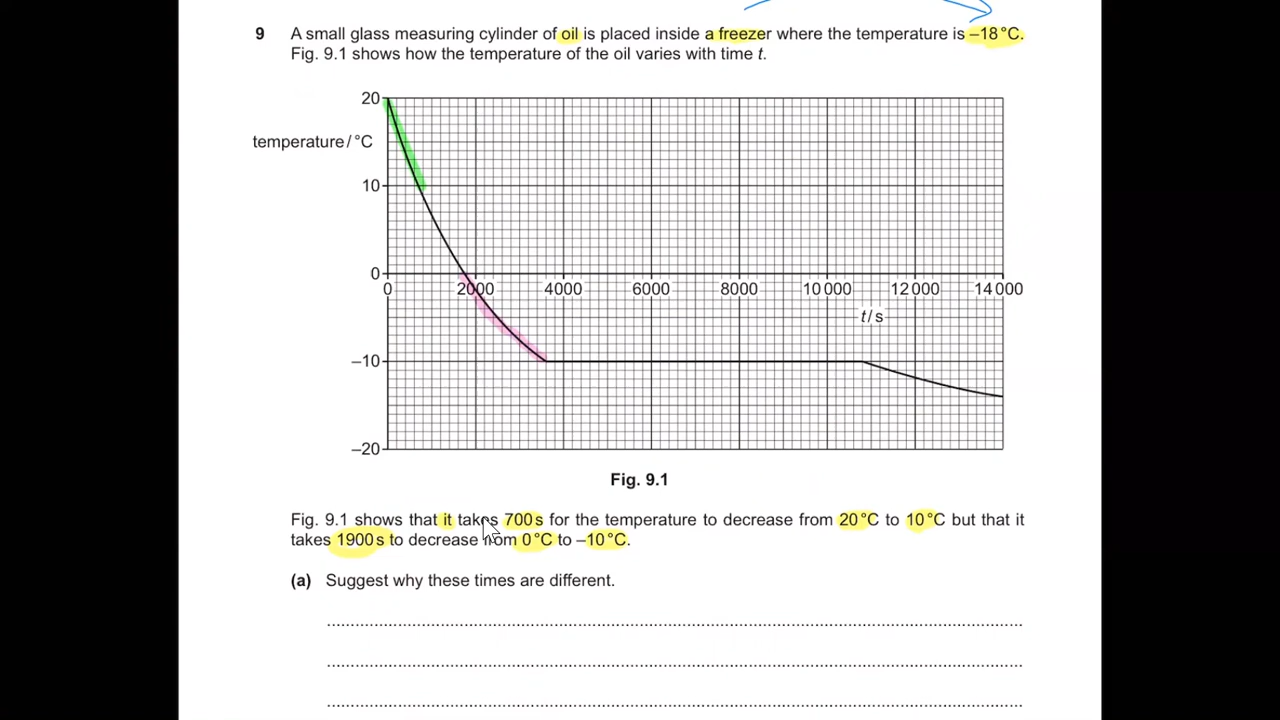 9 A small glass measuring cylinder of oil is placed inside a freezer where the temperature is –18 °C.
Fig. 9.1 shows how the temperature of the oil varies with time t.
20
temperature / °C
10
0
0 2000 4000 6000 8000 10 000 12 000 14 000
t / s
–10
–20
Fig. 9.1
Fig. 9.1 shows that it takes 700 s for the temperature to decrease from 20 °C to 10 °C but that it
takes 1900 s to decrease from 0 °C to –10 °C.
(a) Suggest why these times are different.